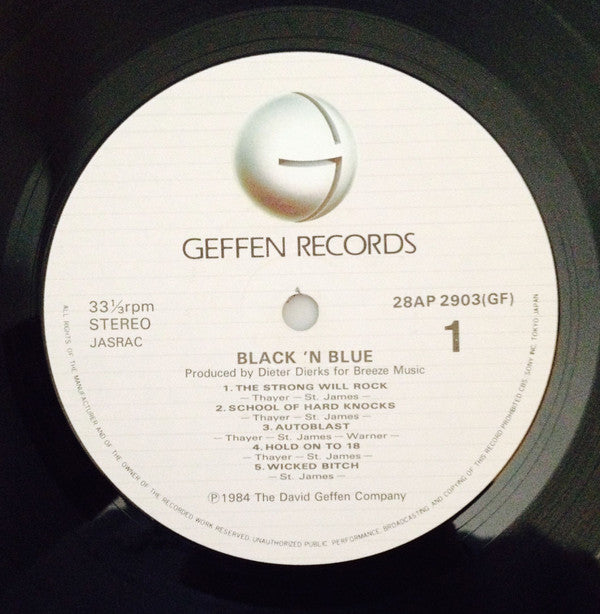 GEFFEN RECORDS
33⅓rpm
STEREO
JASRAC
28AP 2903(GF)
1
BLACK 'N BLUE
Produced by Dieter Dierks for Breeze Music
1. THE STRONG WILL ROCK
– Thayer – St. James –
2. SCHOOL OF HARD KNOCKS
– Thayer – St. James –
3. AUTOBLAST
– Thayer – St. James – Warner –
4. HOLD ON TO 18
– Thayer – St. James –
5. WICKED BITCH
– St. James –
Ⓟ1984 The David Geffen Company
ALL RIGHTS OF THE MANUFACTURER AND OF THE OWNER OF THE RECORDED WORK RESERVED. UNAUTHORIZED PUBLIC PERFORMANCE, BROADCASTING AND COPYING OF THIS RECORD PROHIBITED CBS/SONY INC. TOKYO JAPAN